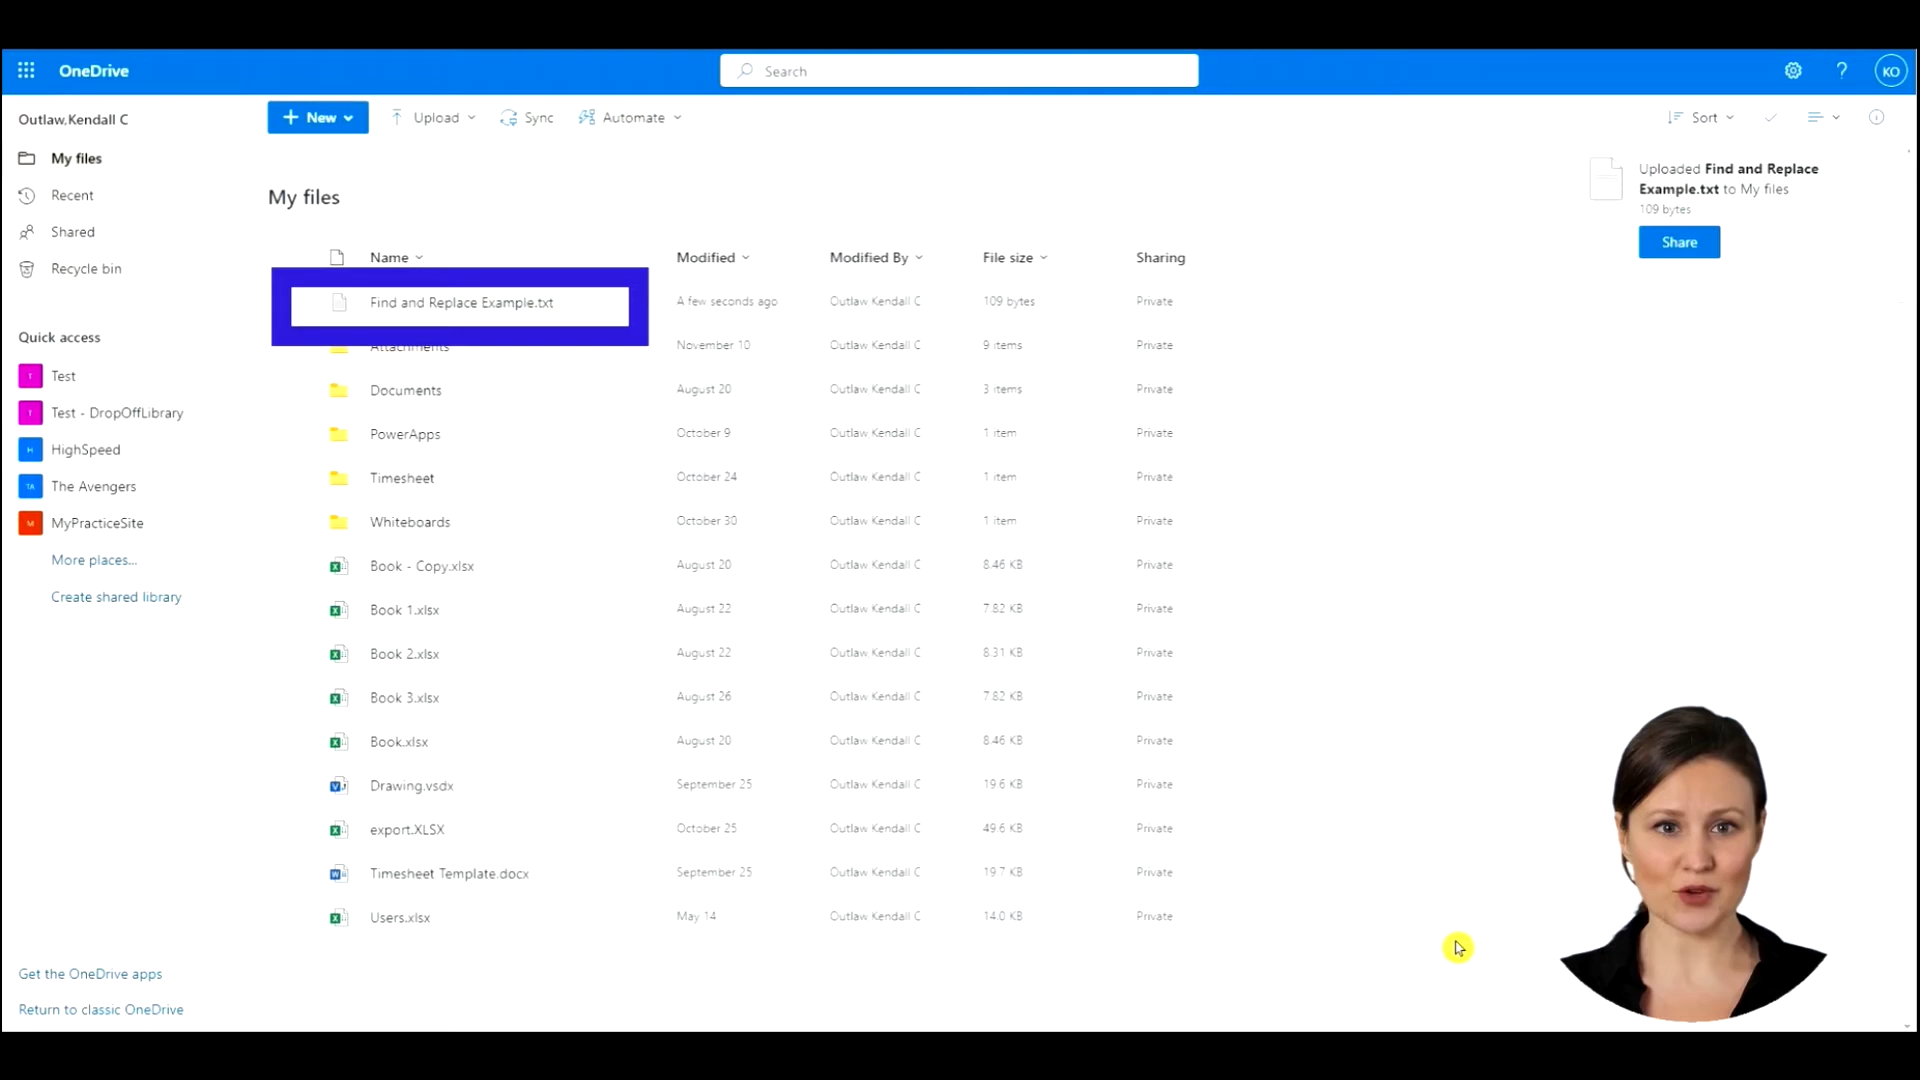 OneDrive
Search
KO
Outlaw,Kendall C
New
Upload
Sync
Automate
Sort
My files
Recent
Shared
Recycle bin
Quick access
T Test
T Test - DropOffLibrary
H HighSpeed
TA The Avengers
M MyPracticeSite
More places...
Create shared library
Get the OneDrive apps
Return to classic OneDrive
My files
Name Modified Modified By File size Sharing
Find and Replace Example.txt A few seconds ago Outlaw Kendall C 109 bytes Private
Attachments November 10 Outlaw Kendall C 9 items Private
Documents August 20 Outlaw Kendall C 3 items Private
PowerApps October 9 Outlaw Kendall C 1 item Private
Timesheet October 24 Outlaw Kendall C 1 item Private
Whiteboards October 30 Outlaw Kendall C 1 item Private
Book - Copy.xlsx August 20 Outlaw Kendall C 8.46 KB Private
Book 1.xlsx August 22 Outlaw Kendall C 7.82 KB Private
Book 2.xlsx August 22 Outlaw Kendall C 8.31 KB Private
Book 3.xlsx August 26 Outlaw Kendall C 7.82 KB Private
Book.xlsx August 20 Outlaw Kendall C 8.46 KB Private
Drawing.vsdx September 25 Outlaw Kendall C 19.6 KB Private
export.XLSX October 25 Outlaw Kendall C 49.6 KB Private
Timesheet Template.docx September 25 Outlaw Kendall C 19.7 KB Private
Users.xlsx May 14 Outlaw Kendall C 14.0 KB Private
Uploaded Find and Replace
Example.txt to My files
109 bytes
Share